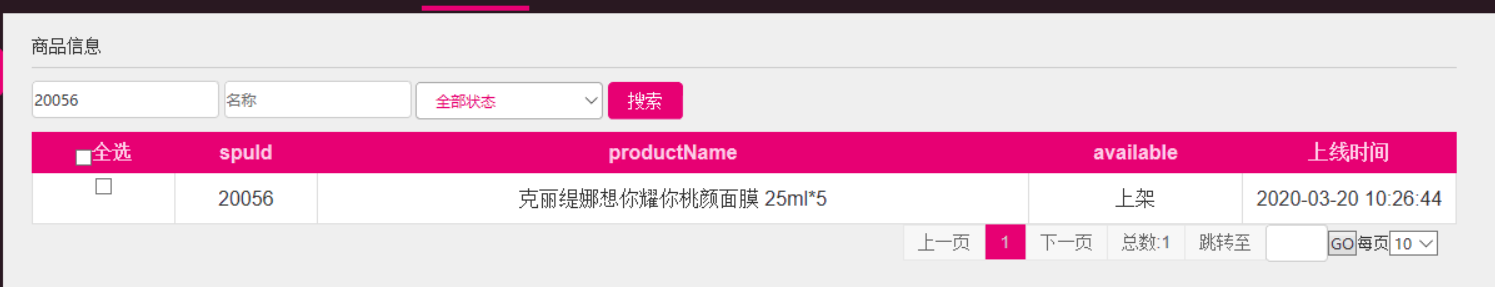 商品信息
20056 名称 全部状态 搜索
全选 spuId productName available 上线时间
20056 克丽缇娜想你耀你桃颜面膜 25ml*5 上架 2020-03-20 10:26:44
上一页 1 下一页 总数:1 跳转至 GO 每页 10